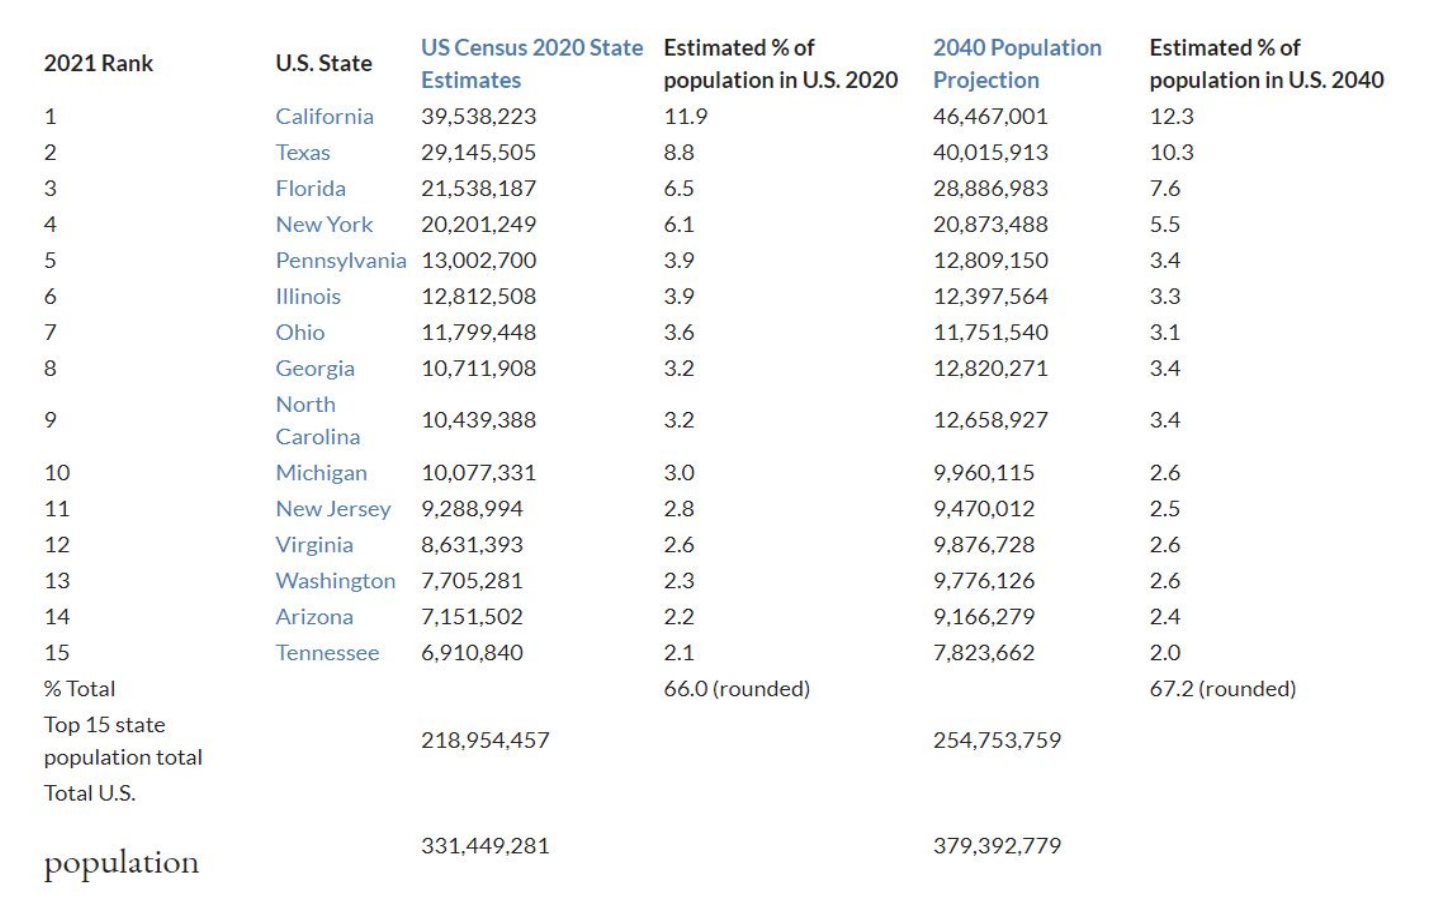 2021 Rank U.S. State US Census 2020 State Estimates Estimated % of population in U.S. 2020 2040 Population Projection Estimated % of population in U.S. 2040
1 California 39,538,223 11.9 46,467,001 12.3
2 Texas 29,145,505 8.8 40,015,913 10.3
3 Florida 21,538,187 6.5 28,886,983 7.6
4 New York 20,201,249 6.1 20,873,488 5.5
5 Pennsylvania 13,002,700 3.9 12,809,150 3.4
6 Illinois 12,812,508 3.9 12,397,564 3.3
7 Ohio 11,799,448 3.6 11,751,540 3.1
8 Georgia 10,711,908 3.2 12,820,271 3.4
9 North Carolina 10,439,388 3.2 12,658,927 3.4
10 Michigan 10,077,331 3.0 9,960,115 2.6
11 New Jersey 9,288,994 2.8 9,470,012 2.5
12 Virginia 8,631,393 2.6 9,876,728 2.6
13 Washington 7,705,281 2.3 9,776,126 2.6
14 Arizona 7,151,502 2.2 9,166,279 2.4
15 Tennessee 6,910,840 2.1 7,823,662 2.0
% Total 66.0 (rounded) 67.2 (rounded)
Top 15 state population total 218,954,457 254,753,759
Total U.S.
population 331,449,281 379,392,779